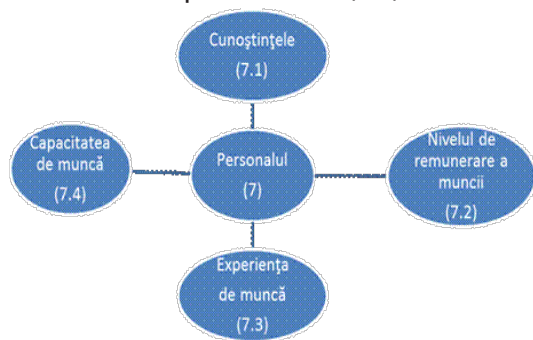 Cunoştinţele
(7.1)
Capacitatea
de muncă
(7.4)
Personalul
(7)
Nivelul de
remunerare a
muncii
(7.2)
Experienţa
de muncă
(7.3)